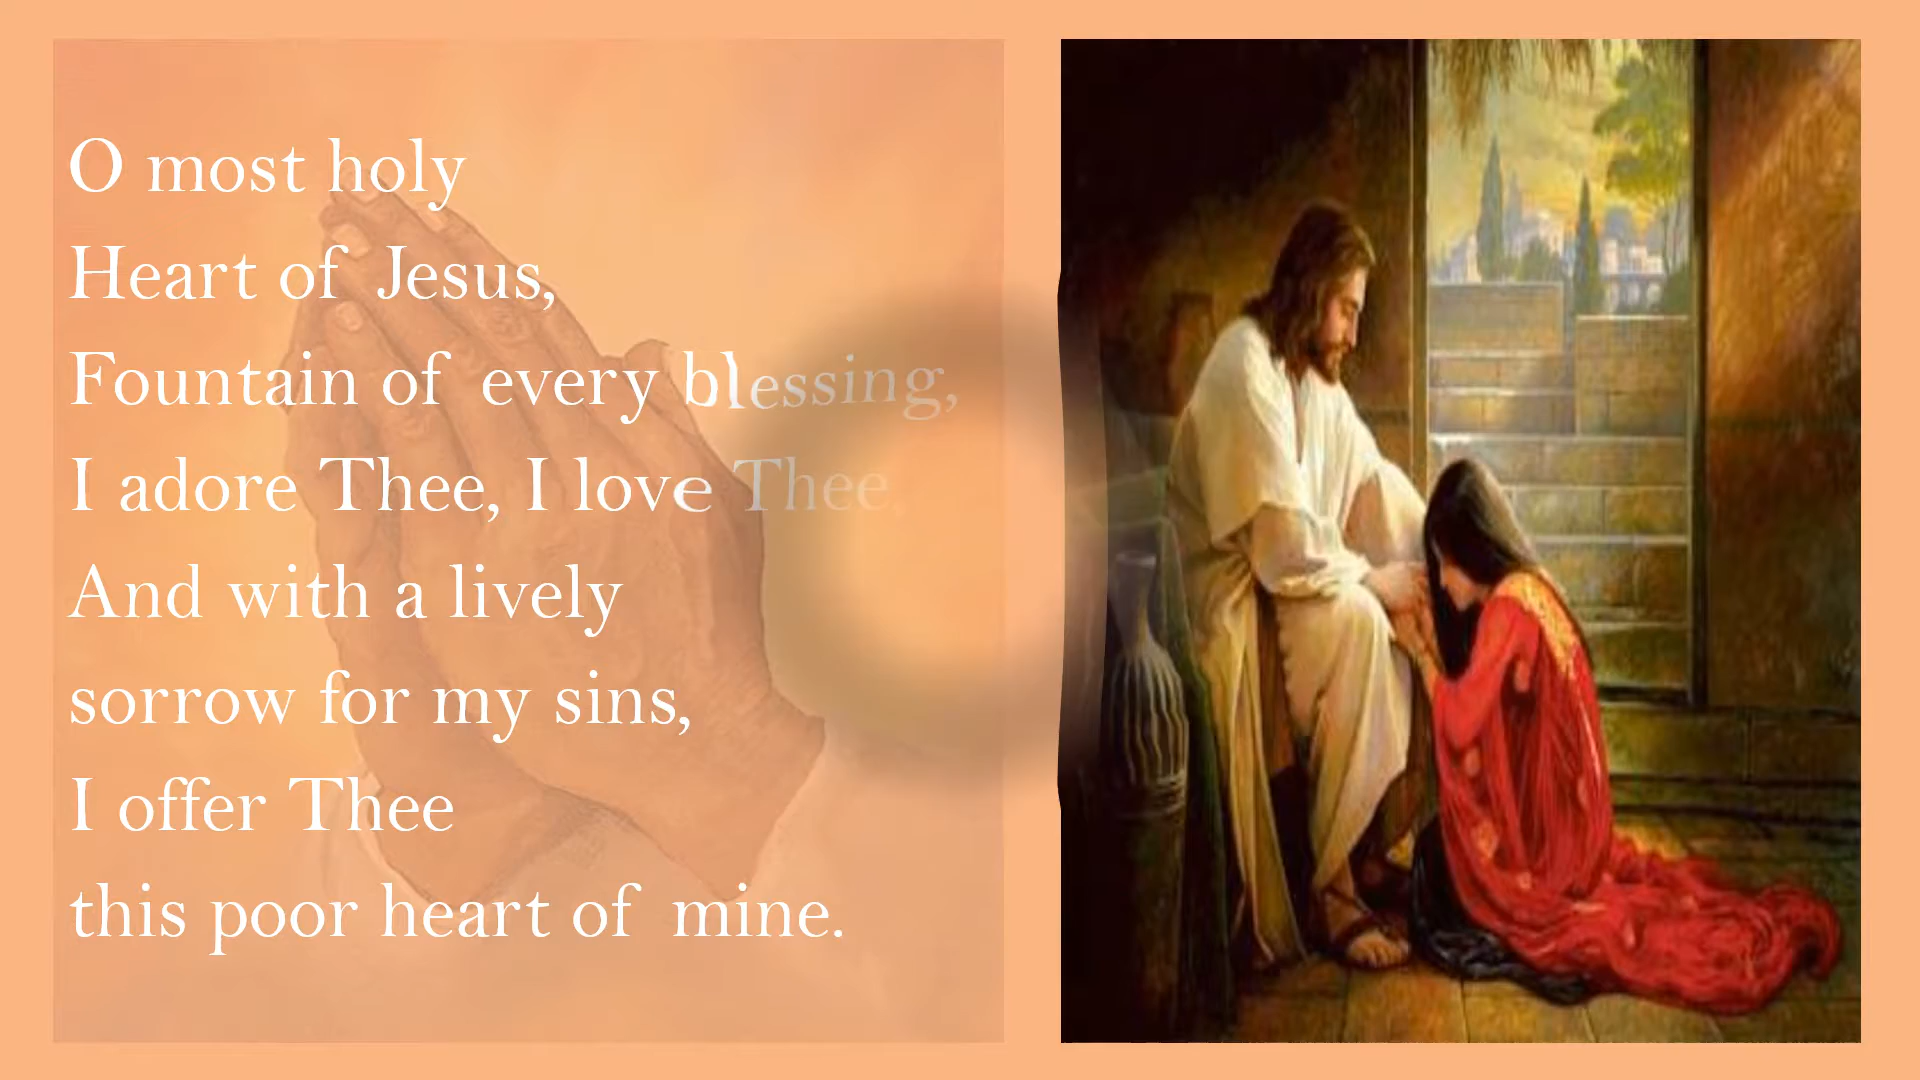 O most holy
Heart of Jesus,
Fountain of every blessing,
I adore Thee, I love Thee,
And with a lively
sorrow for my sins,
I offer Thee
this poor heart of mine.